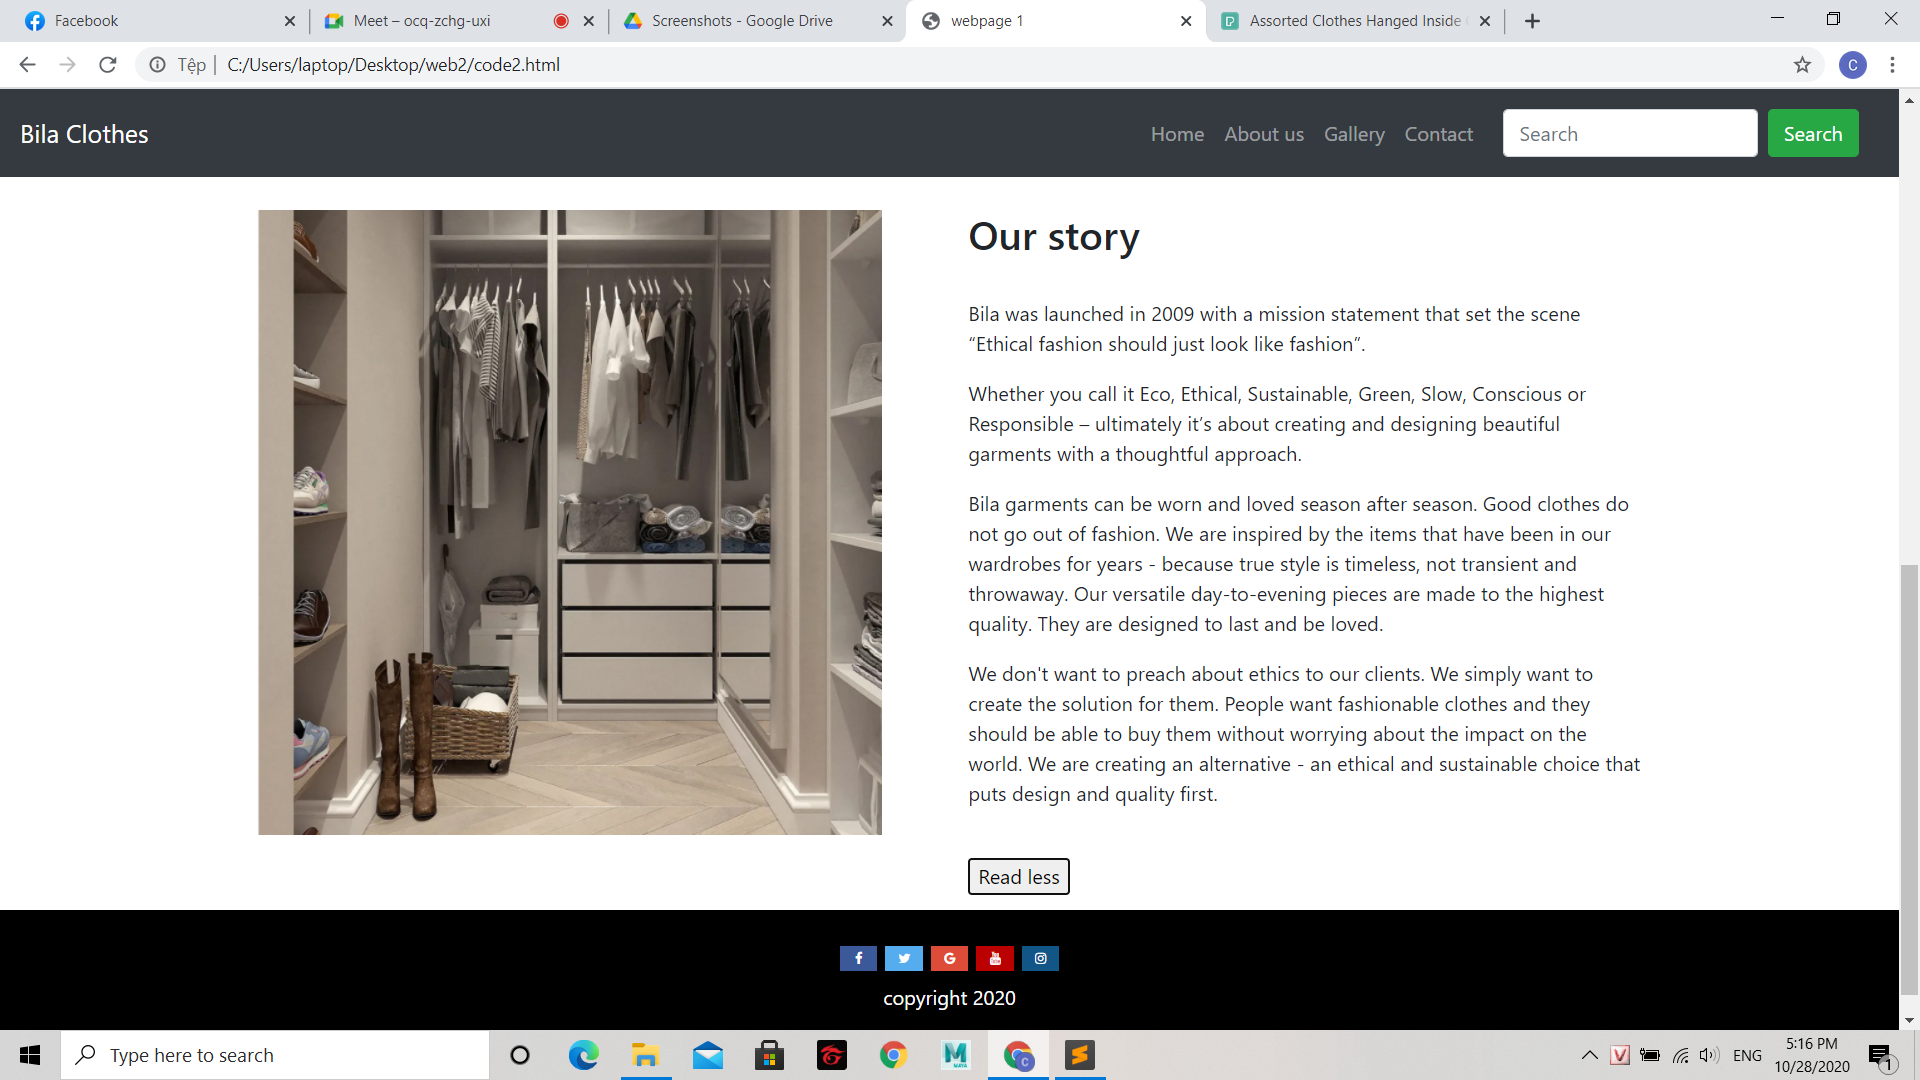 Facebook
Meet – ocq-zchg-uxi
Screenshots - Google Drive
webpage 1
Assorted Clothes Hanged Inside
Tệp
C:/Users/laptop/Desktop/web2/code2.html
C
Bila Clothes
Home
About us
Gallery
Contact
Search
Search
Our story
Bila was launched in 2009 with a mission statement that set the scene
“Ethical fashion should just look like fashion”.
Whether you call it Eco, Ethical, Sustainable, Green, Slow, Conscious or
Responsible – ultimately it’s about creating and designing beautiful
garments with a thoughtful approach.
Bila garments can be worn and loved season after season. Good clothes do
not go out of fashion. We are inspired by the items that have been in our
wardrobes for years - because true style is timeless, not transient and
throwaway. Our versatile day-to-evening pieces are made to the highest
quality. They are designed to last and be loved.
We don't want to preach about ethics to our clients. We simply want to
create the solution for them. People want fashionable clothes and they
should be able to buy them without worrying about the impact on the
world. We are creating an alternative - an ethical and sustainable choice that
puts design and quality first.
Read less
copyright 2020
Type here to search
ENG
5:16 PM
10/28/2020
1